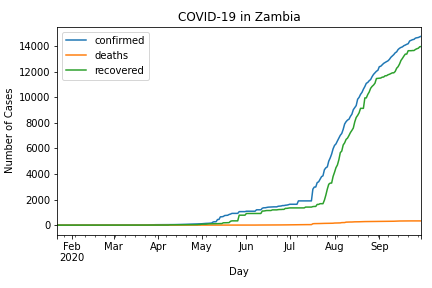 COVID-19 in Zambia
confirmed
deaths
recovered
Number of Cases
14000
12000
10000
8000
6000
4000
2000
0
Feb Mar Apr May Jun Jul Aug Sep
2020
Day